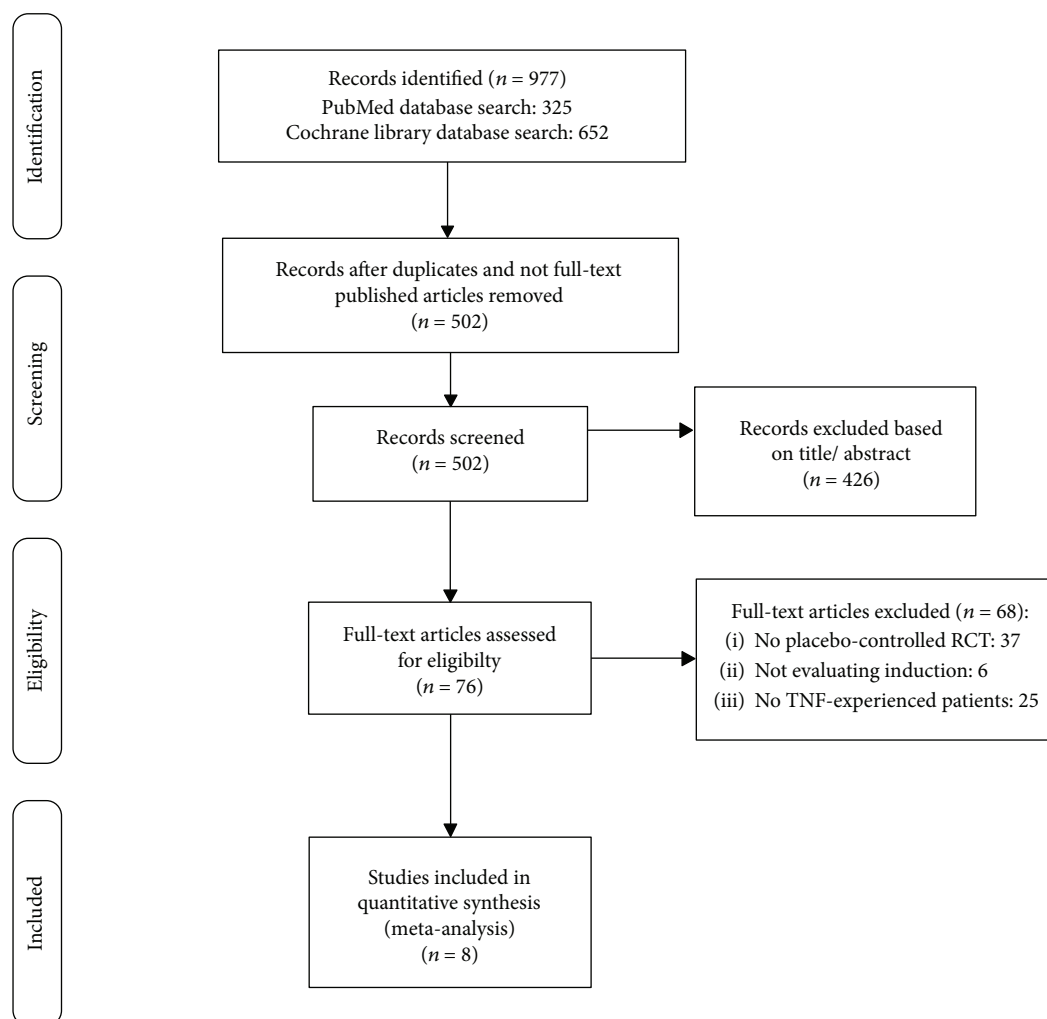 Identification
Records identified (n = 977)
PubMed database search: 325
Cochrane library database search: 652
Records after duplicates and not full-text
published articles removed
(n = 502)
Screening
Records screened
(n = 502)
Records excluded based
on title/ abstract
(n = 426)
Eligibility
Full-text articles assessed
for eligibilty
(n = 76)
Full-text articles excluded (n = 68):
(i) No placebo-controlled RCT: 37
(ii) Not evaluating induction: 6
(iii) No TNF-experienced patients: 25
Included
Studies included in
quantitative synthesis
(meta-analysis)
(n = 8)